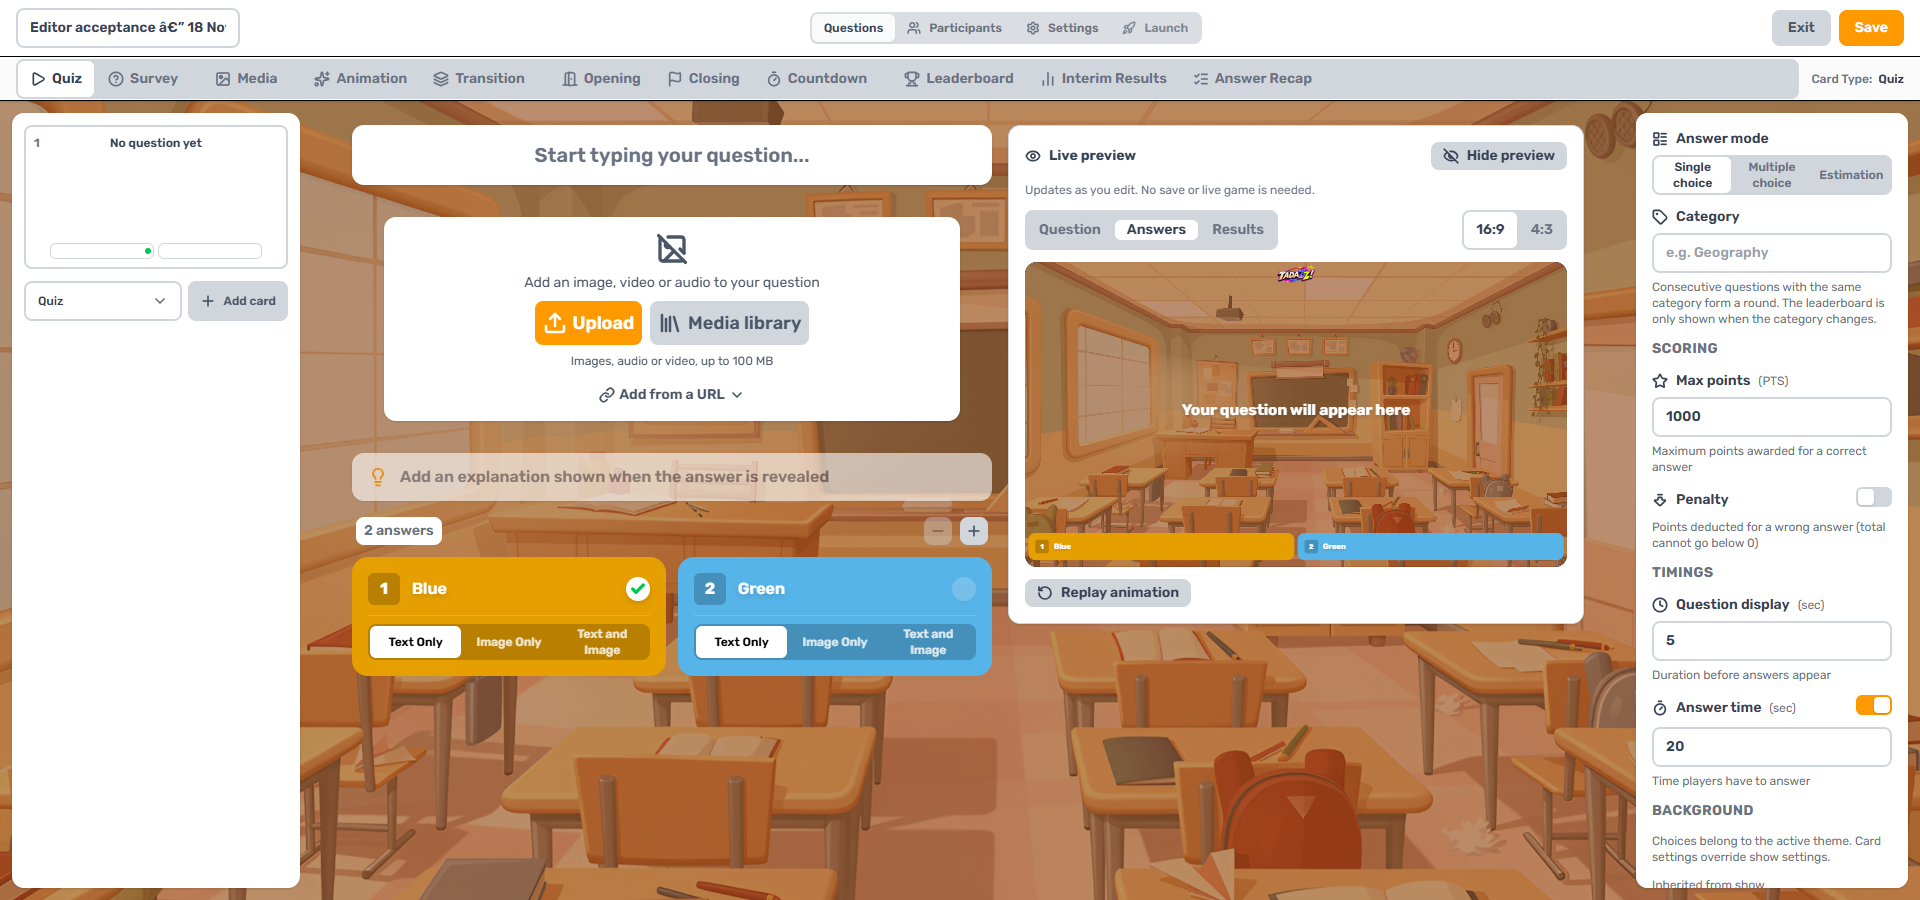 Editor acceptance â€” 18 No
Questions
Participants
Settings
Launch
Exit
Save
Quiz
Survey
Media
Animation
Transition
Opening
Closing
Countdown
Leaderboard
Interim Results
Answer Recap
Card Type: Quiz
1
No question yet
Quiz
Add card
Start typing your question...
Add an image, video or audio to your question
Upload
Media library
Images, audio or video, up to 100 MB
Add from a URL
Add an explanation shown when the answer is revealed
2 answers
1
Blue
Text Only
Image Only
Text and
Image
2
Green
Text Only
Image Only
Text and
Image
Live preview
Hide preview
Updates as you edit. No save or live game is needed.
Question
Answers
Results
16:9
4:3
TADAZ!
Your question will appear here
1
Blue
2
Green
Replay animation
Answer mode
Single
choice
Multiple
choice
Estimation
Category
e.g. Geography
Consecutive questions with the same
category form a round. The leaderboard is
only shown when the category changes.
SCORING
Max points (PTS)
1000
Maximum points awarded for a correct
answer
Penalty
Points deducted for a wrong answer (total
cannot go below 0)
TIMINGS
Question display (sec)
5
Duration before answers appear
Answer time (sec)
20
Time players have to answer
BACKGROUND
Choices belong to the active theme. Card
settings override show settings.
Inherited from show